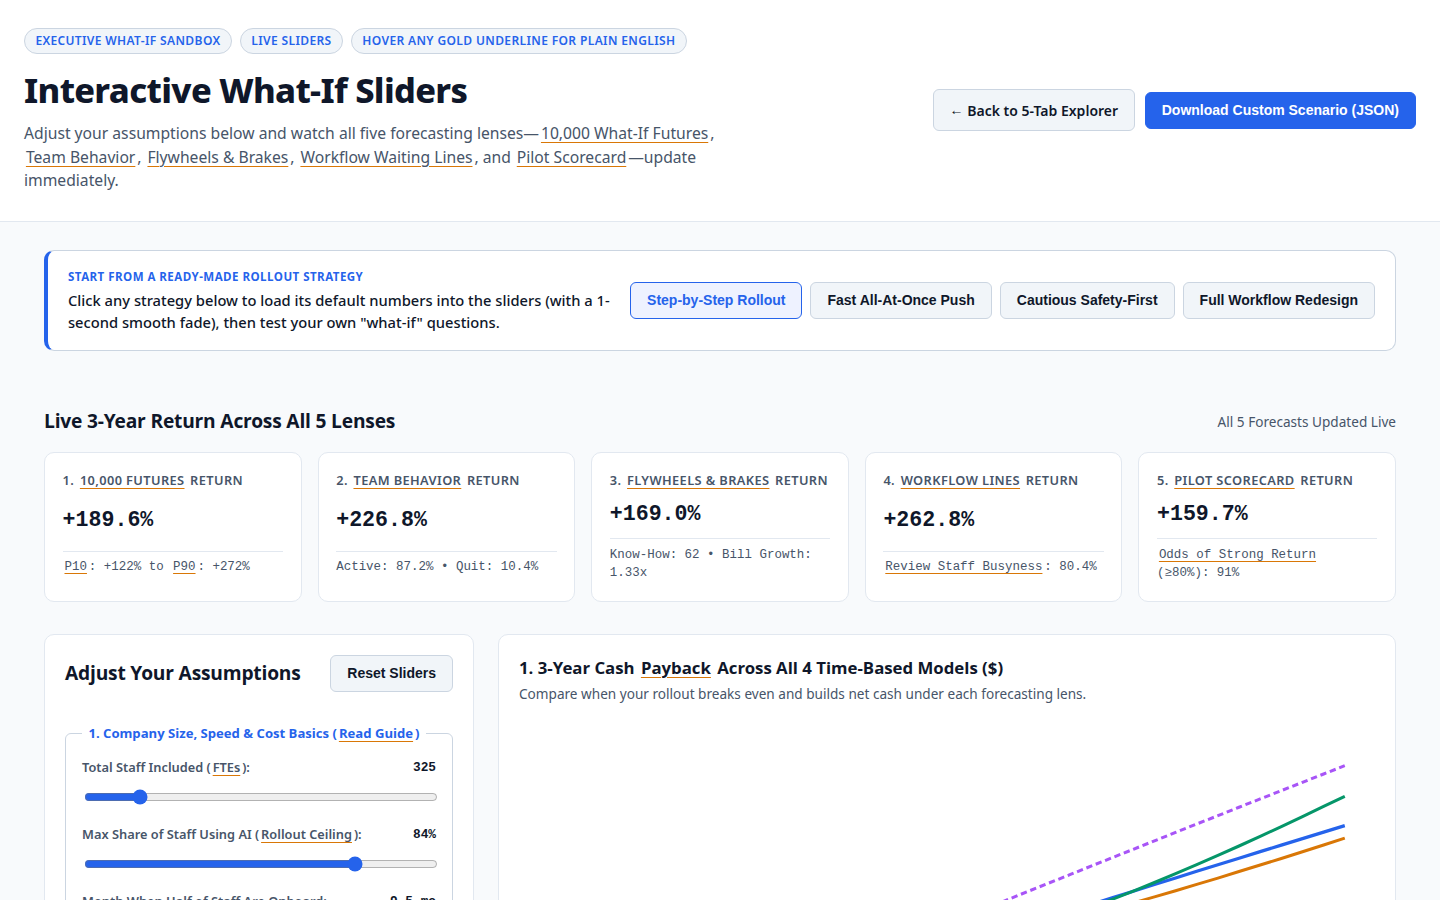 EXECUTIVE WHAT-IF SANDBOX
LIVE SLIDERS
HOVER ANY GOLD UNDERLINE FOR PLAIN ENGLISH
Interactive What-If Sliders
Adjust your assumptions below and watch all five forecasting lenses—10,000 What-If Futures,
Team Behavior, Flywheels & Brakes, Workflow Waiting Lines, and Pilot Scorecard—update
immediately.
← Back to 5-Tab Explorer
Download Custom Scenario (JSON)
START FROM A READY-MADE ROLLOUT STRATEGY
Click any strategy below to load its default numbers into the sliders (with a 1-
second smooth fade), then test your own "what-if" questions.
Step-by-Step Rollout
Fast All-At-Once Push
Cautious Safety-First
Full Workflow Redesign
Live 3-Year Return Across All 5 Lenses
All 5 Forecasts Updated Live
1. 10,000 FUTURES RETURN
+189.6%
P10: +122% to P90: +272%
2. TEAM BEHAVIOR RETURN
+226.8%
Active: 87.2% • Quit: 10.4%
3. FLYWHEELS & BRAKES RETURN
+169.0%
Know-How: 62 • Bill Growth:
1.33x
4. WORKFLOW LINES RETURN
+262.8%
Review Staff Busyness: 80.4%
5. PILOT SCORECARD RETURN
+159.7%
Odds of Strong Return
(≥80%): 91%
Adjust Your Assumptions
Reset Sliders
1. Company Size, Speed & Cost Basics (Read Guide)
Total Staff Included (FTEs):
325
Max Share of Staff Using AI (Rollout Ceiling):
84%
Month When Half of Staff Are Onboard:
9.5 mo
1. 3-Year Cash Payback Across All 4 Time-Based Models ($)
Compare when your rollout breaks even and builds net cash under each forecasting lens.